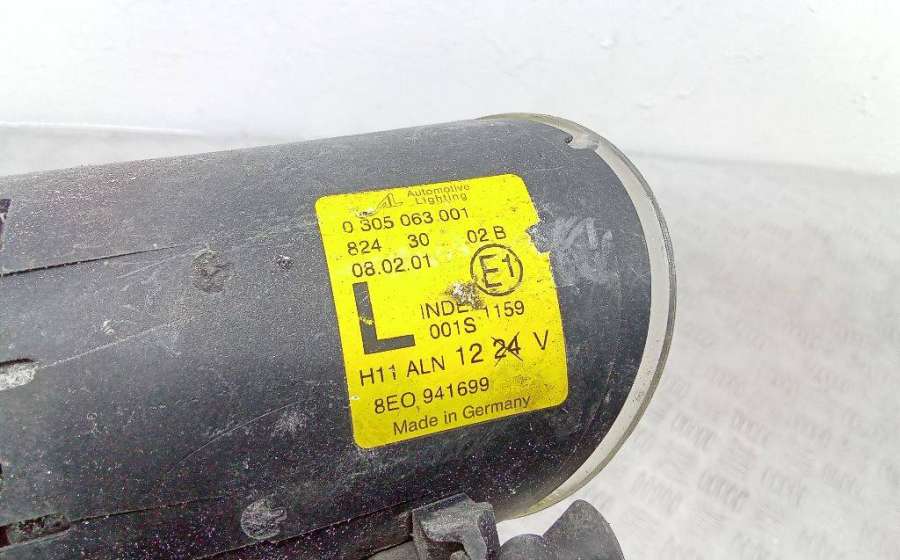 Automotive
Lighting
0 305 063 001
824 30 02 B
08.02.01
E1
L
1159
001S
H11 ALN 12 24 V
8EO 941699
Made in Germany